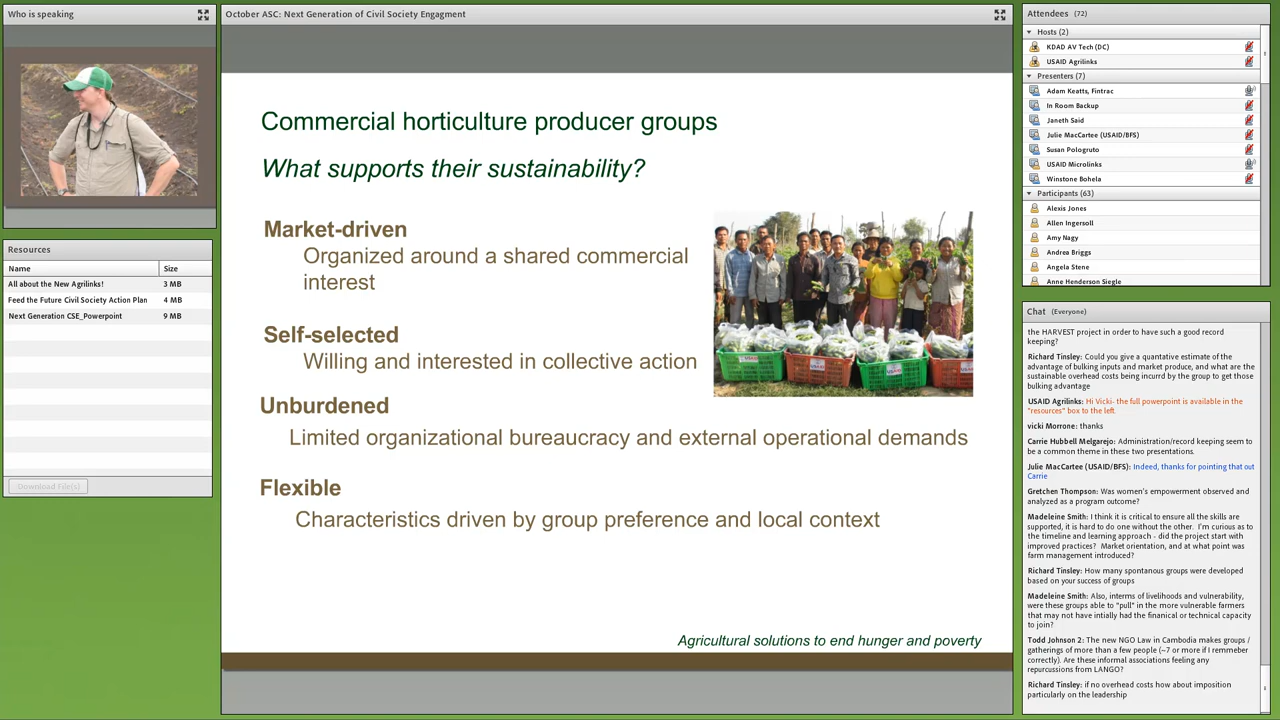 Who is speaking
October ASC: Next Generation of Civil Society Engagment
Commercial horticulture producer groups
What supports their sustainability?
Market-driven
Organized around a shared commercial
interest
Self-selected
Willing and interested in collective action
Unburdened
Limited organizational bureaucracy and external operational demands
Flexible
Characteristics driven by group preference and local context
Agricultural solutions to end hunger and poverty
Resources
Name Size
All about the New Agrilinks! 3 MB
Feed the Future Civil Society Action Plan 4 MB
Next Generation CSE_Powerpoint 9 MB
Download File(s)
Attendees (72)
Hosts (2)
KDAD AV Tech (DC)
USAID Agrilinks
Presenters (7)
Adam Keatts, Fintrac
In Room Backup
Janeth Said
Julie MacCartee (USAID/BFS)
Susan Pologruto
USAID Microlinks
Winstone Bohela
Participants (63)
Alexis Jones
Allen Ingersoll
Amy Nagy
Andrea Briggs
Angela Stene
Anne Henderson Siegle
Chat (Everyone)
the HARVEST project in order to have such a good record
keeping?
Richard Tinsley: Could you give a quantative estimate of the
advantage of bulking inputs and market produce, and what are the
sustainable overhead costs being incurrd by the group to get those
bulking advantage
USAID Agrilinks: Hi Vicki- the full powerpoint is available in the
"resources" box to the left.
vicki Morrone: thanks
Carrie Hubbell Melgarejo: Administration/record keeping seem to
be a common theme in these two presentations.
Julie MacCartee (USAID/BFS): Indeed, thanks for pointing that out
Carrie
Gretchen Thompson: Was women's empowerment observed and
analyzed as a program outcome?
Madeleine Smith: I think it is critical to ensure all the skills are
supported, it is hard to do one without the other. I'm curious as to
the timeline and learning approach - did the project start with
improved practices? Market orientation, and at what point was
farm management introduced?
Richard Tinsley: How many spontanous groups were developed
based on your success of groups
Madeleine Smith: Also, interms of livelihoods and vulnerability,
were these groups able to "pull" in the more vulnerable farmers
that may not have intially had the finanical or technical capacity
to join?
Todd Johnson 2: The new NGO Law in Cambodia makes groups /
gatherings of more than a few people (~7 or more if I remmeber
correctly). Are these informal associations feeling any
repurcussions from LANGO?
Richard Tinsley: if no overhead costs how about imposition
particularly on the leadership